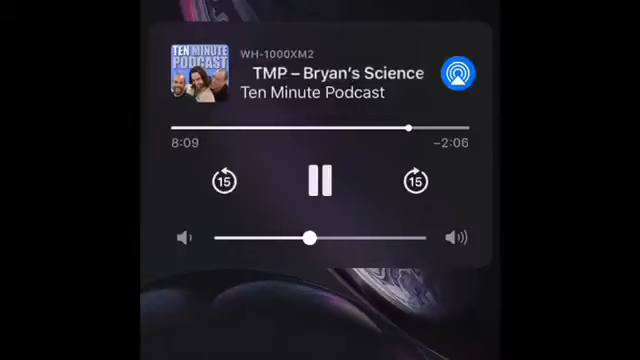 TEN MINUTE
PODCAST
WH-1000XM2
TMP – Bryan's Science
Ten Minute Podcast
8:09
−2:06
15
15